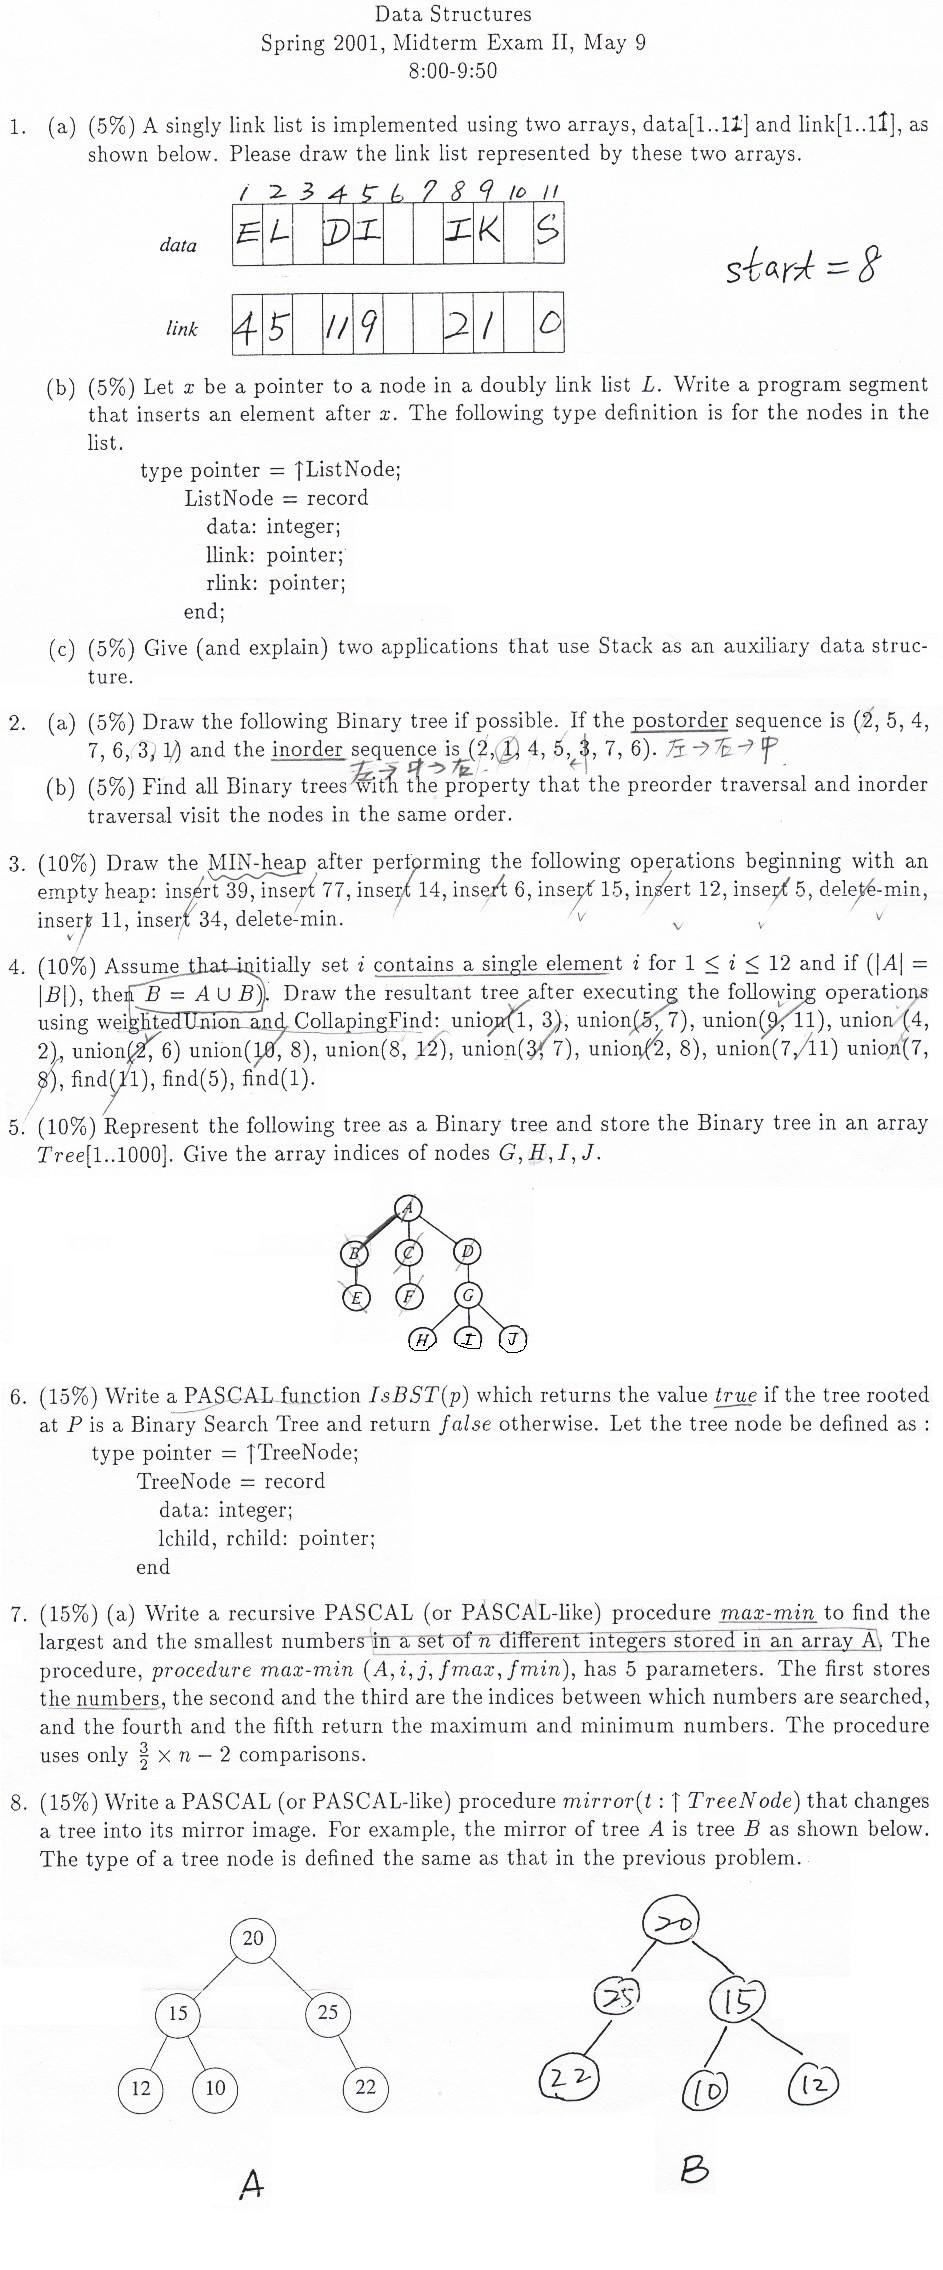 Data Structures
Spring 2001, Midterm Exam II, May 9
8:00-9:50
1. (a) (5%) A singly link list is implemented using two arrays, data[1..11] and link[1..11], as
shown below. Please draw the link list represented by these two arrays.
1 2 3 4 5 6 7 8 9 10 11
data E L D I I K S
start = 8
link 4 5 11 9 2 1 0
(b) (5%) Let x be a pointer to a node in a doubly link list L. Write a program segment
that inserts an element after x. The following type definition is for the nodes in the
list.
type pointer = ↑ListNode;
ListNode = record
data: integer;
llink: pointer;
rlink: pointer;
end;
(c) (5%) Give (and explain) two applications that use Stack as an auxiliary data struc-
ture.
2. (a) (5%) Draw the following Binary tree if possible. If the postorder sequence is (2, 5, 4,
7, 6, 3, 1) and the inorder sequence is (2, 1, 4, 5, 3, 7, 6). 左→右→中
左→中→右
(b) (5%) Find all Binary trees with the property that the preorder traversal and inorder
traversal visit the nodes in the same order.
3. (10%) Draw the MIN-heap after performing the following operations beginning with an
empty heap: insert 39, insert 77, insert 14, insert 6, insert 15, insert 12, insert 5, delete-min,
insert 11, insert 34, delete-min.
4. (10%) Assume that initially set i contains a single element i for 1 ≤ i ≤ 12 and if (|A| =
|B|), then B = A ∪ B). Draw the resultant tree after executing the following operations
using weightedUnion and CollapingFind: union(1, 3), union(5, 7), union(9, 11), union (4,
2), union(2, 6) union(10, 8), union(8, 12), union(3, 7), union(2, 8), union(7, 11) union(7,
8), find(11), find(5), find(1).
5. (10%) Represent the following tree as a Binary tree and store the Binary tree in an array
Tree[1..1000]. Give the array indices of nodes G, H, I, J.
A
B C D
E F G
H I J
6. (15%) Write a PASCAL function IsBST(p) which returns the value true if the tree rooted
at P is a Binary Search Tree and return false otherwise. Let the tree node be defined as :
type pointer = ↑TreeNode;
TreeNode = record
data: integer;
lchild, rchild: pointer;
end
7. (15%) (a) Write a recursive PASCAL (or PASCAL-like) procedure max-min to find the
largest and the smallest numbers in a set of n different integers stored in an array A. The
procedure, procedure max-min (A, i, j, fmax, fmin), has 5 parameters. The first stores
the numbers, the second and the third are the indices between which numbers are searched,
and the fourth and the fifth return the maximum and minimum numbers. The procedure
uses only 3/2 × n − 2 comparisons.
8. (15%) Write a PASCAL (or PASCAL-like) procedure mirror(t : ↑ TreeNode) that changes
a tree into its mirror image. For example, the mirror of tree A is tree B as shown below.
The type of a tree node is defined the same as that in the previous problem.
20
15 25
12 10 22
A
20
25 15
22 10 12
B